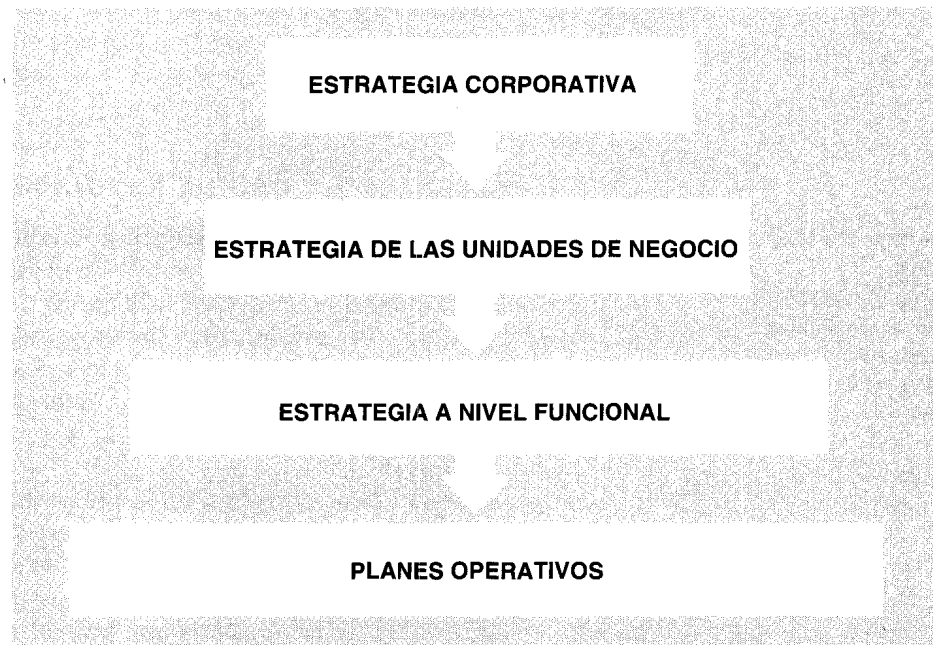 ESTRATEGIA CORPORATIVA
ESTRATEGIA DE LAS UNIDADES DE NEGOCIO
ESTRATEGIA A NIVEL FUNCIONAL
PLANES OPERATIVOS